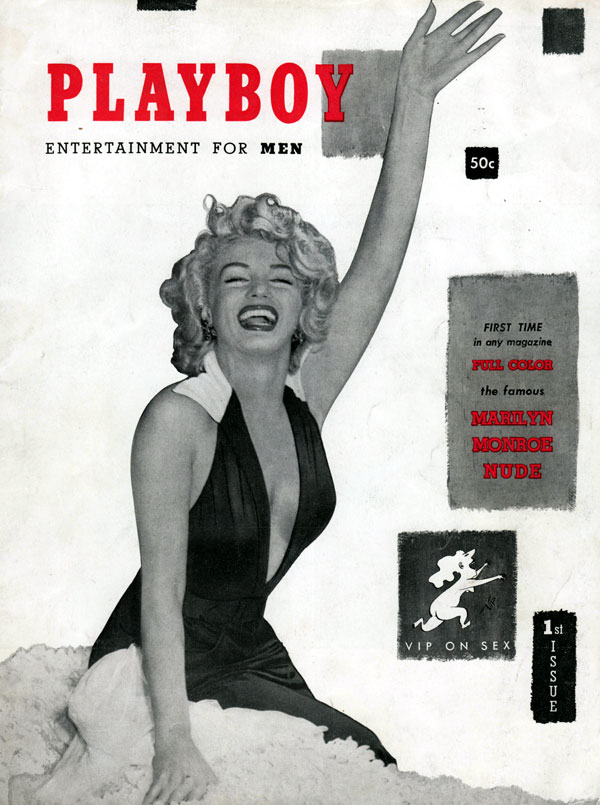 PLAYBOY
ENTERTAINMENT FOR MEN
50c
FIRST TIME
in any magazine
FULL COLOR
the famous
MARILYN
MONROE
NUDE
VIP ON SEX
1st
ISSUE